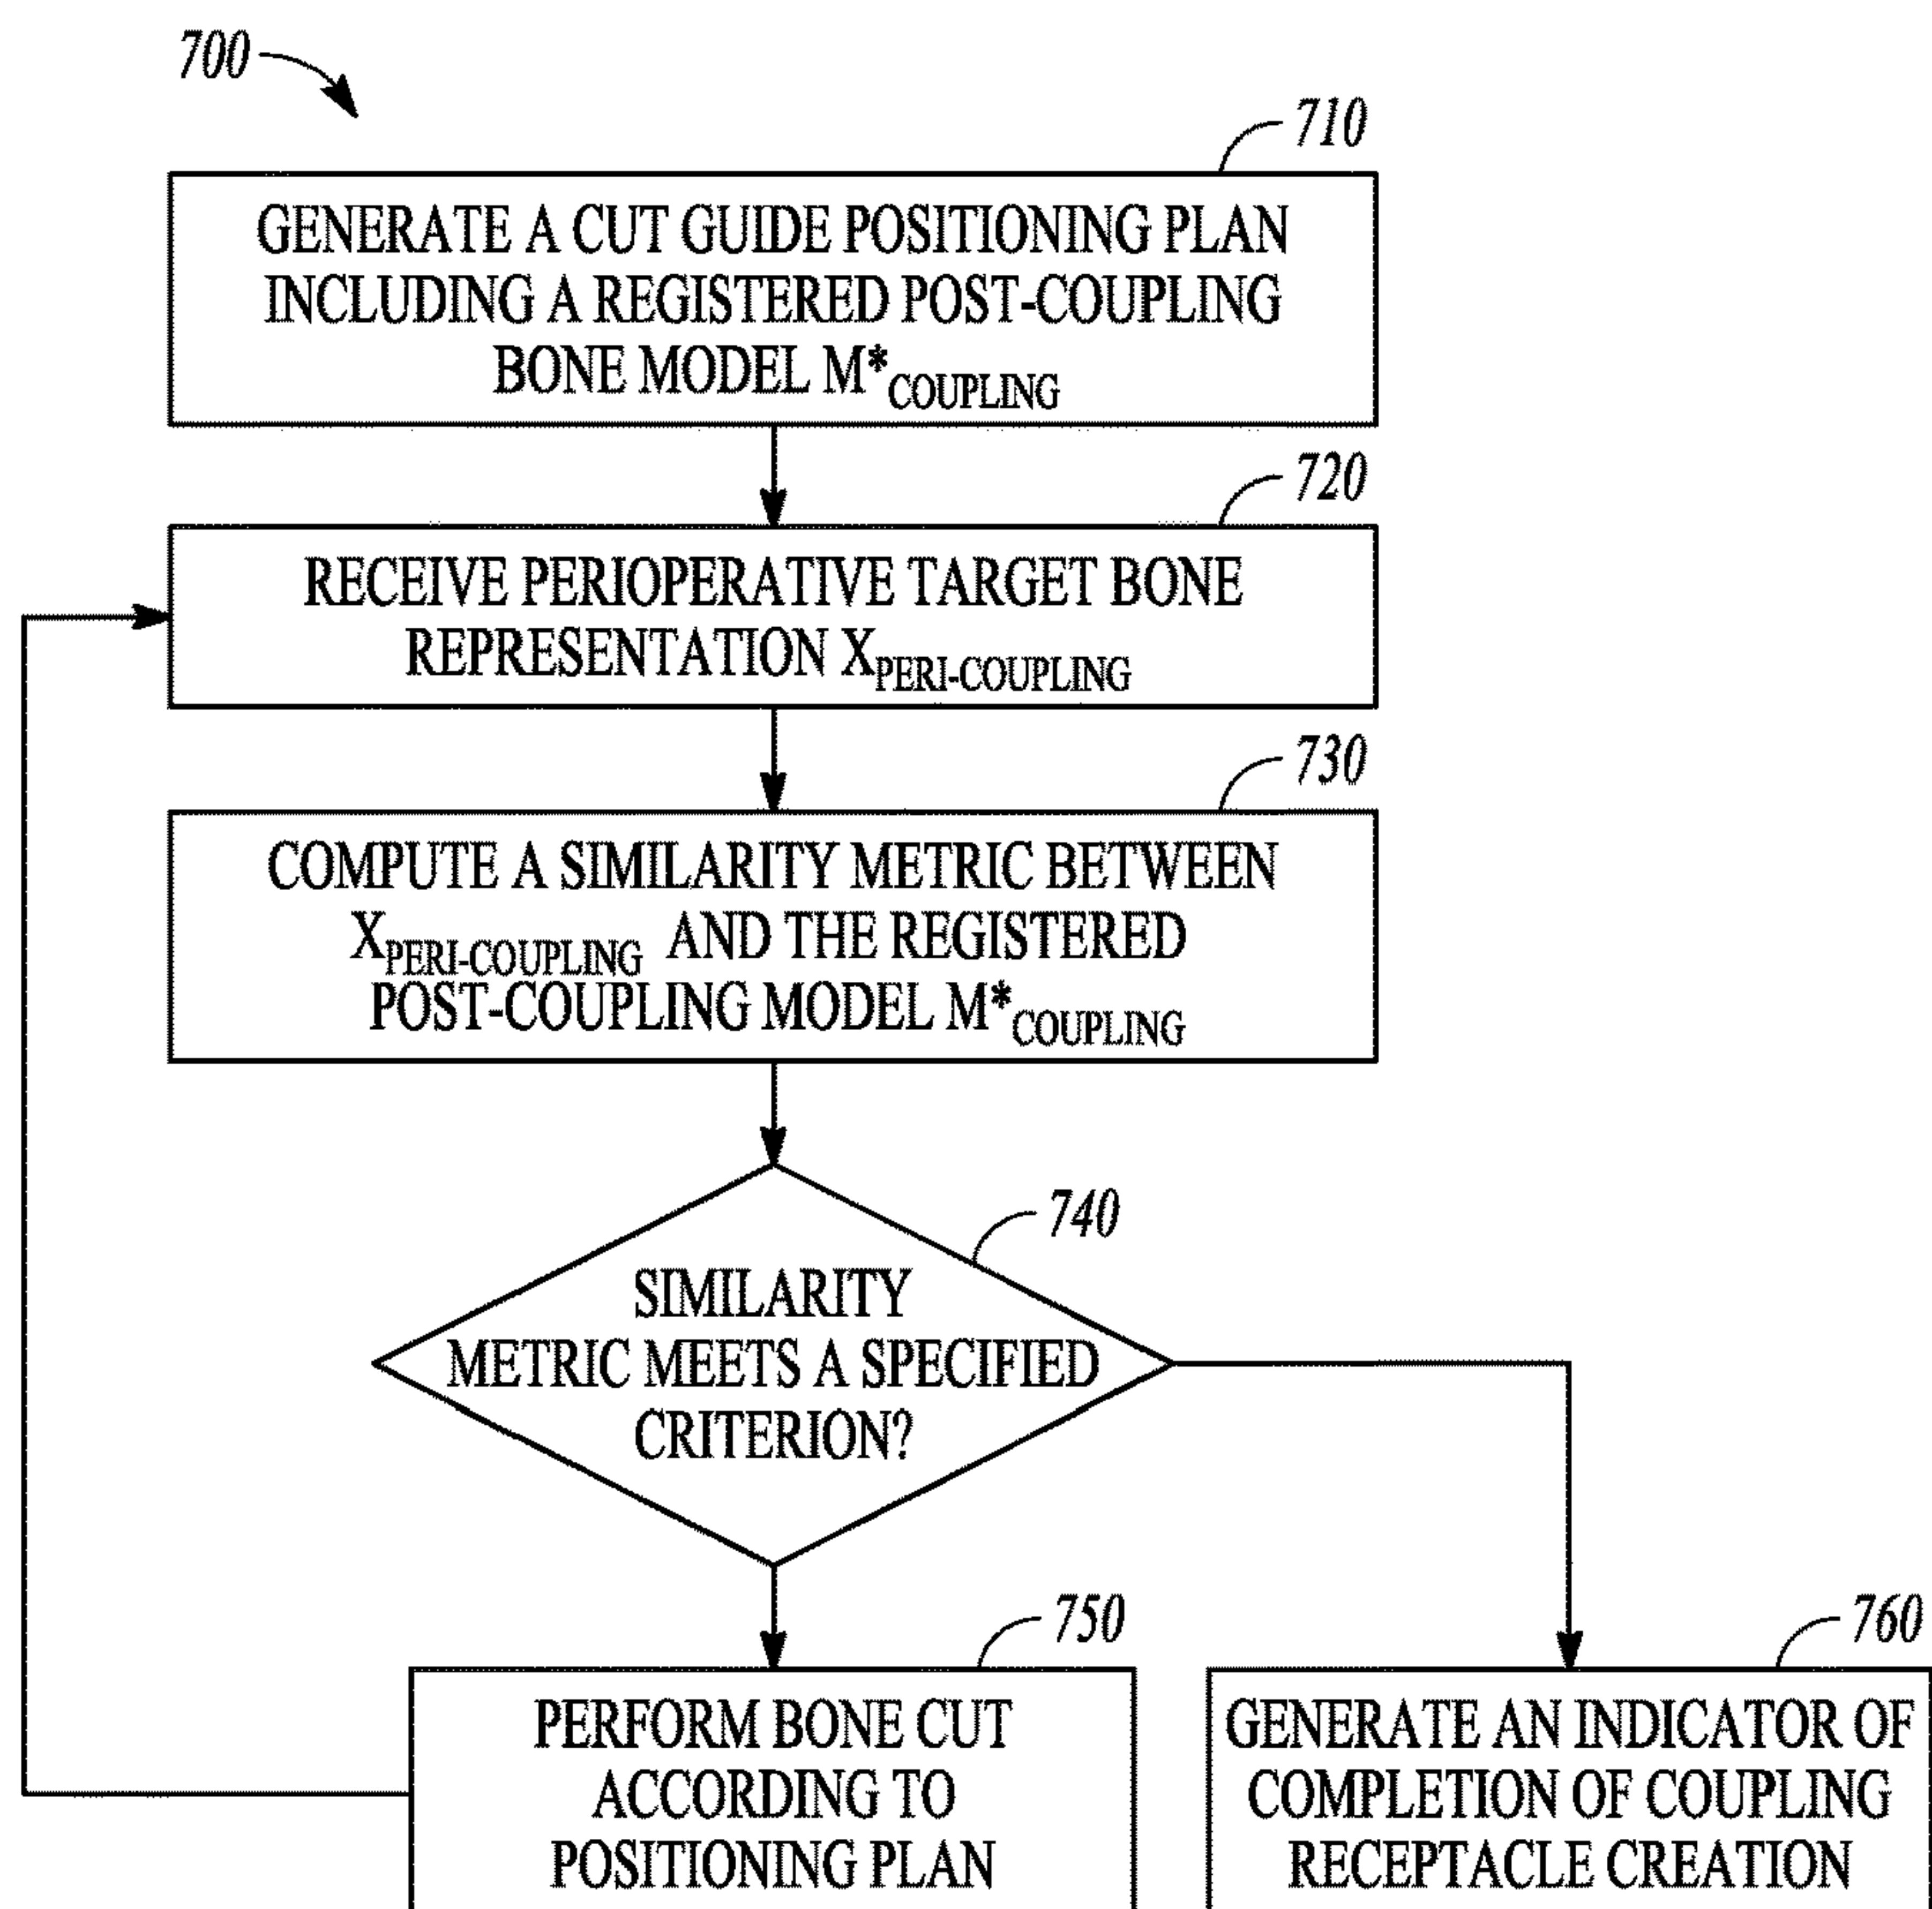 700
710
GENERATE A CUT GUIDE POSITIONING PLAN
INCLUDING A REGISTERED POST-COUPLING
BONE MODEL M*COUPLING
720
RECEIVE PERIOPERATIVE TARGET BONE
REPRESENTATION XPERI-COUPLING
730
COMPUTE A SIMILARITY METRIC BETWEEN
XPERI-COUPLING AND THE REGISTERED
POST-COUPLING MODEL M*COUPLING
740
SIMILARITY
METRIC MEETS A SPECIFIED
CRITERION?
750
PERFORM BONE CUT
ACCORDING TO
POSITIONING PLAN
760
GENERATE AN INDICATOR OF
COMPLETION OF COUPLING
RECEPTACLE CREATION